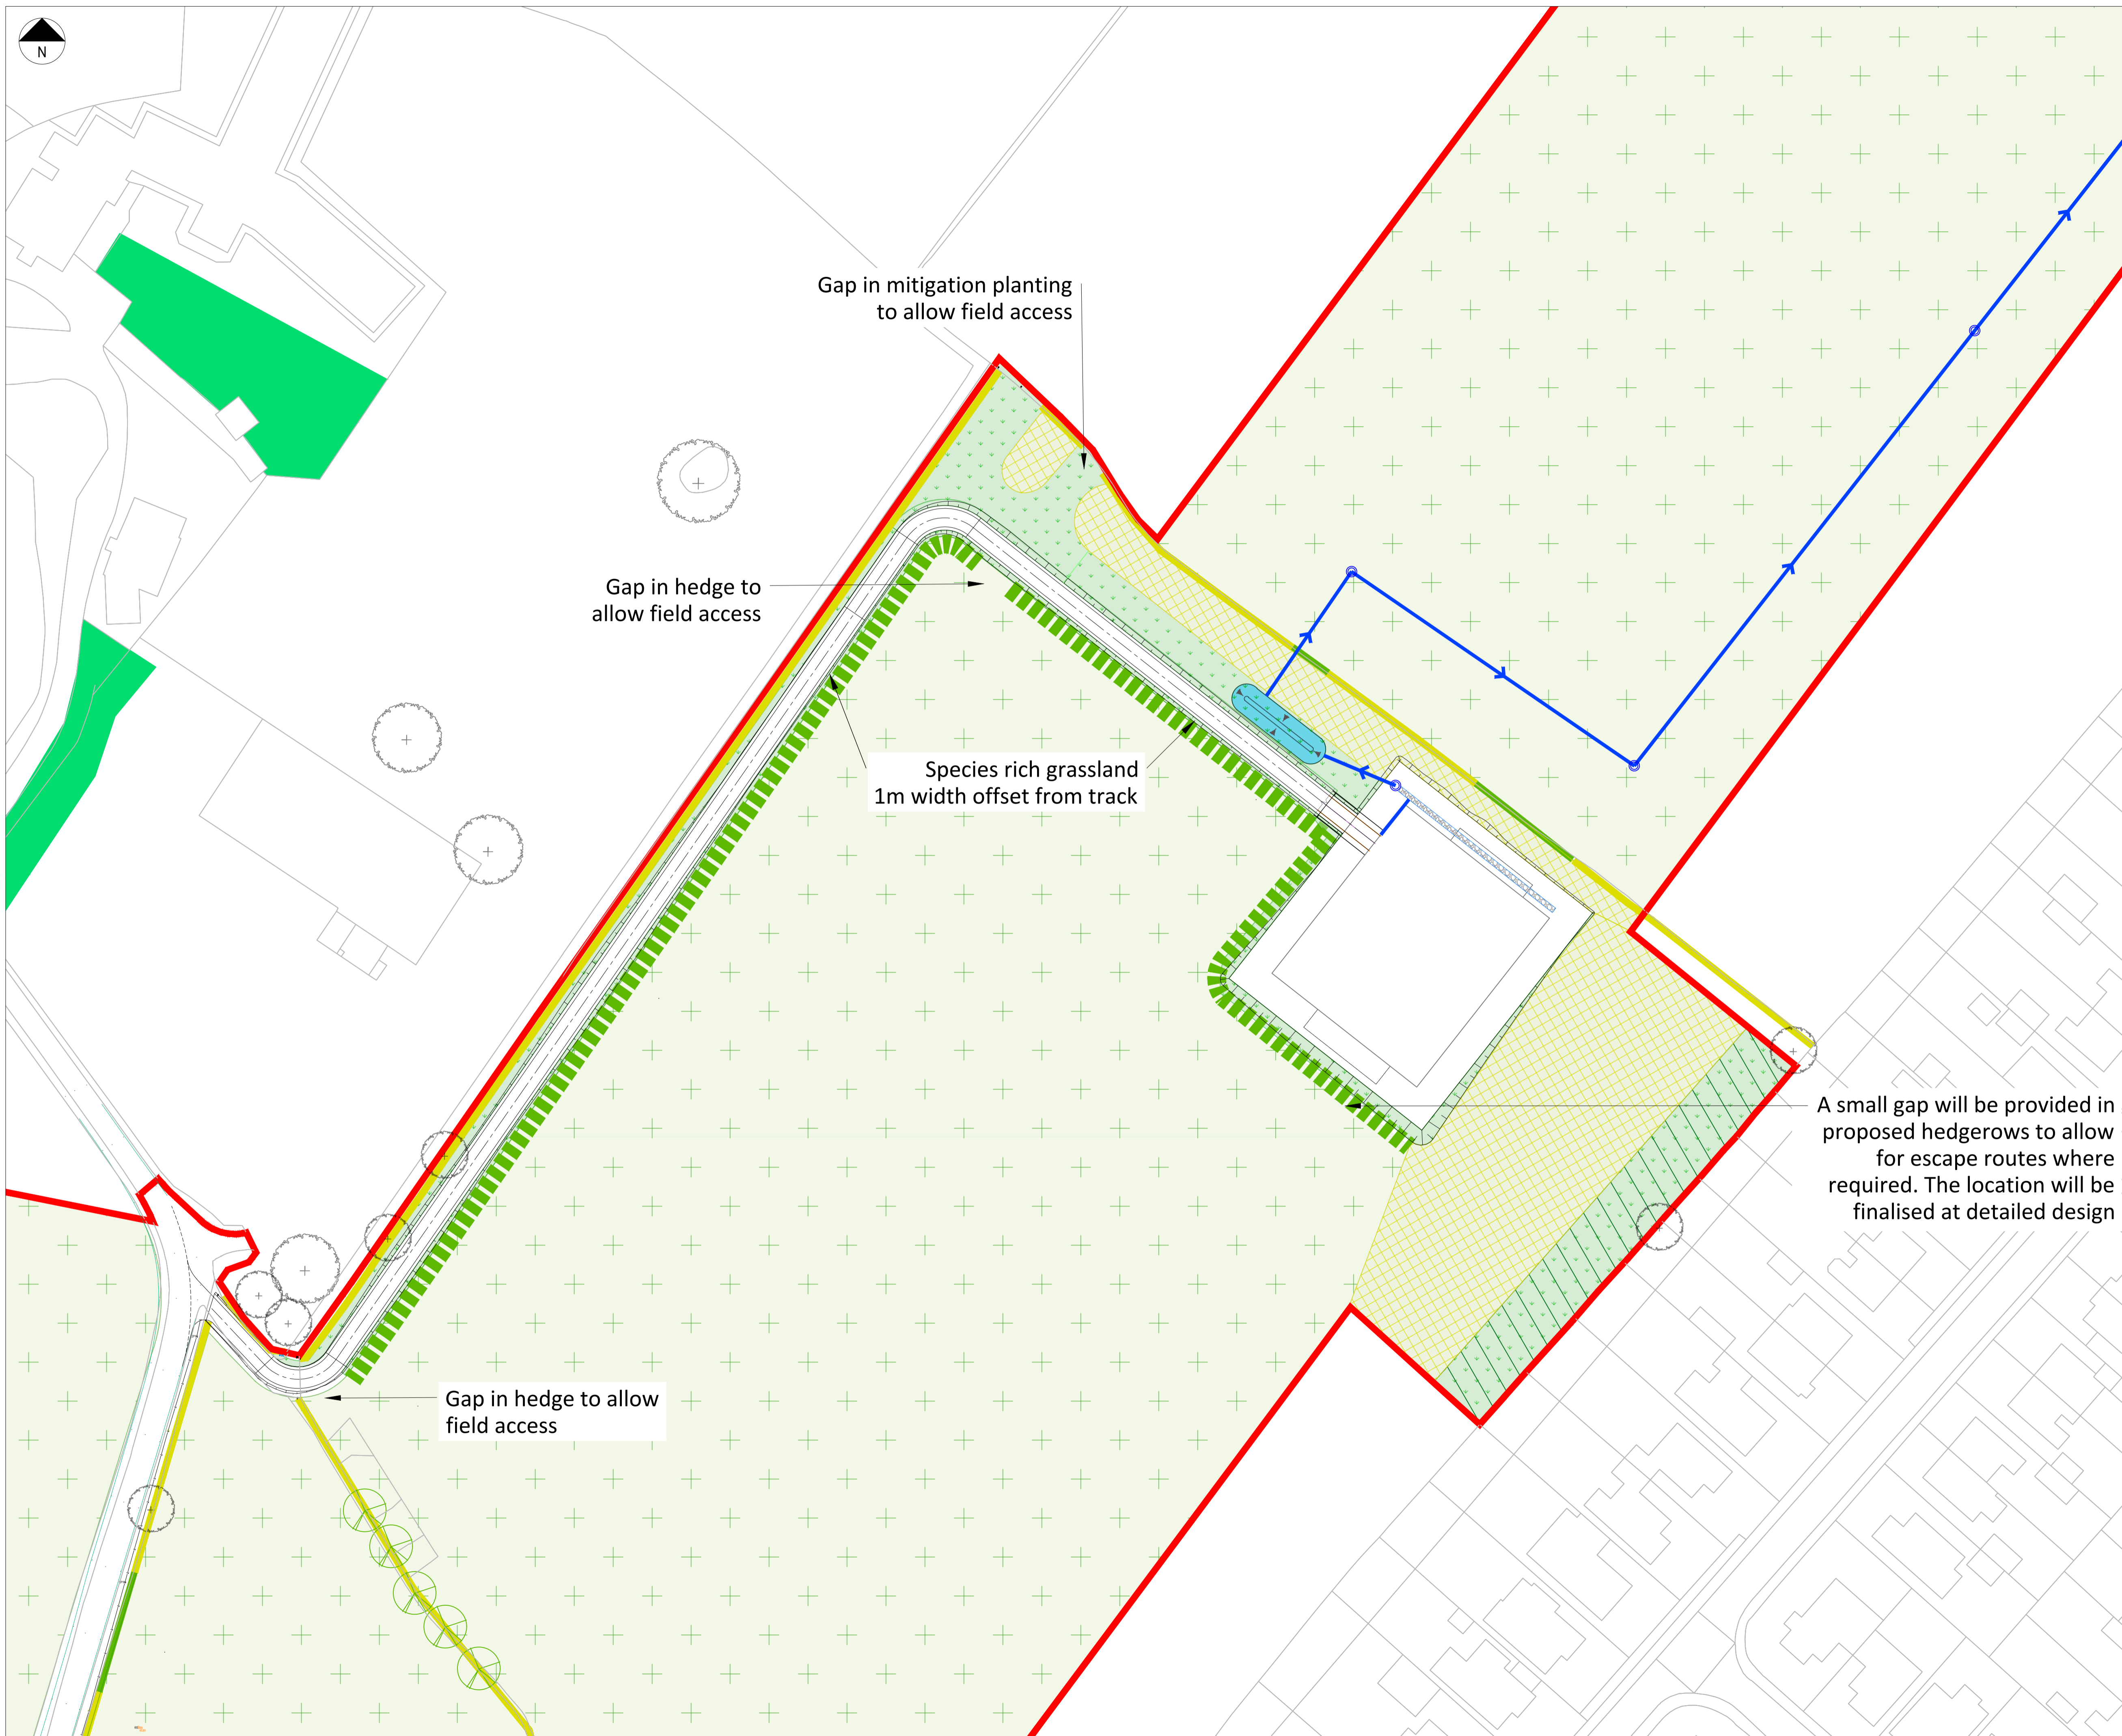 N
Gap in mitigation planting
to allow field access
Gap in hedge to
allow field access
Species rich grassland
1m width offset from track
A small gap will be provided in
proposed hedgerows to allow
for escape routes where
required. The location will be
finalised at detailed design
Gap in hedge to allow
field access